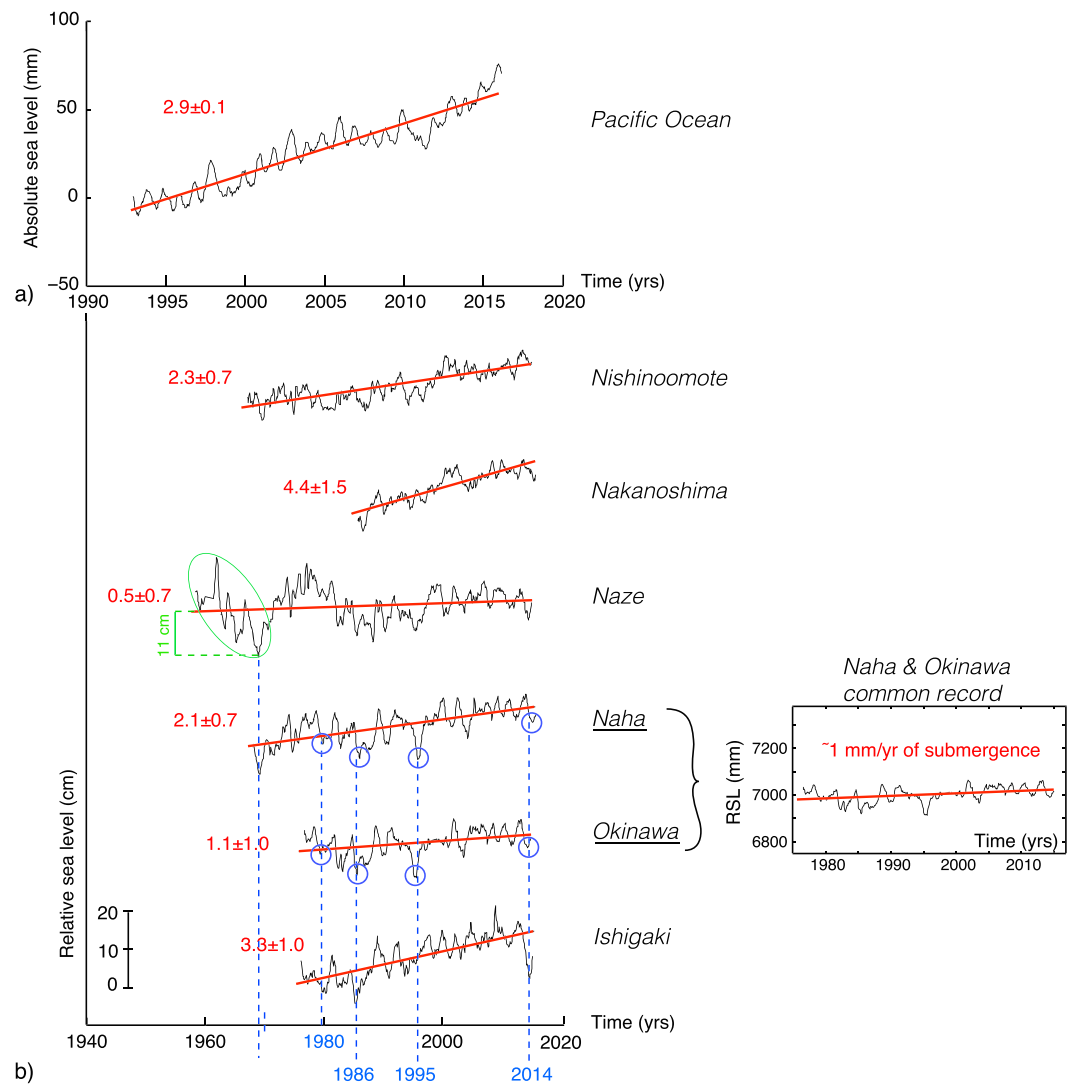 100
Absolute sea level (mm)
2.9±0.1
Pacific Ocean
50
0
−50
Time (yrs)
a)
1990 1995 2000 2005 2010 2015 2020
2.3±0.7
Nishinoomote
4.4±1.5
Nakanoshima
0.5±0.7
Naze
11 cm
Naha & Okinawa
common record
2.1±0.7
Naha
~1 mm/yr of submergence
RSL (mm)
7200
7000
6800
Time (yrs)
1980 1990 2000 2010
1.1±1.0
Okinawa
Relative sea level (cm)
20
10
0
3.3±1.0
Ishigaki
Time (yrs)
1940 1960 1980 2000 2020
b)
1986 1995 2014